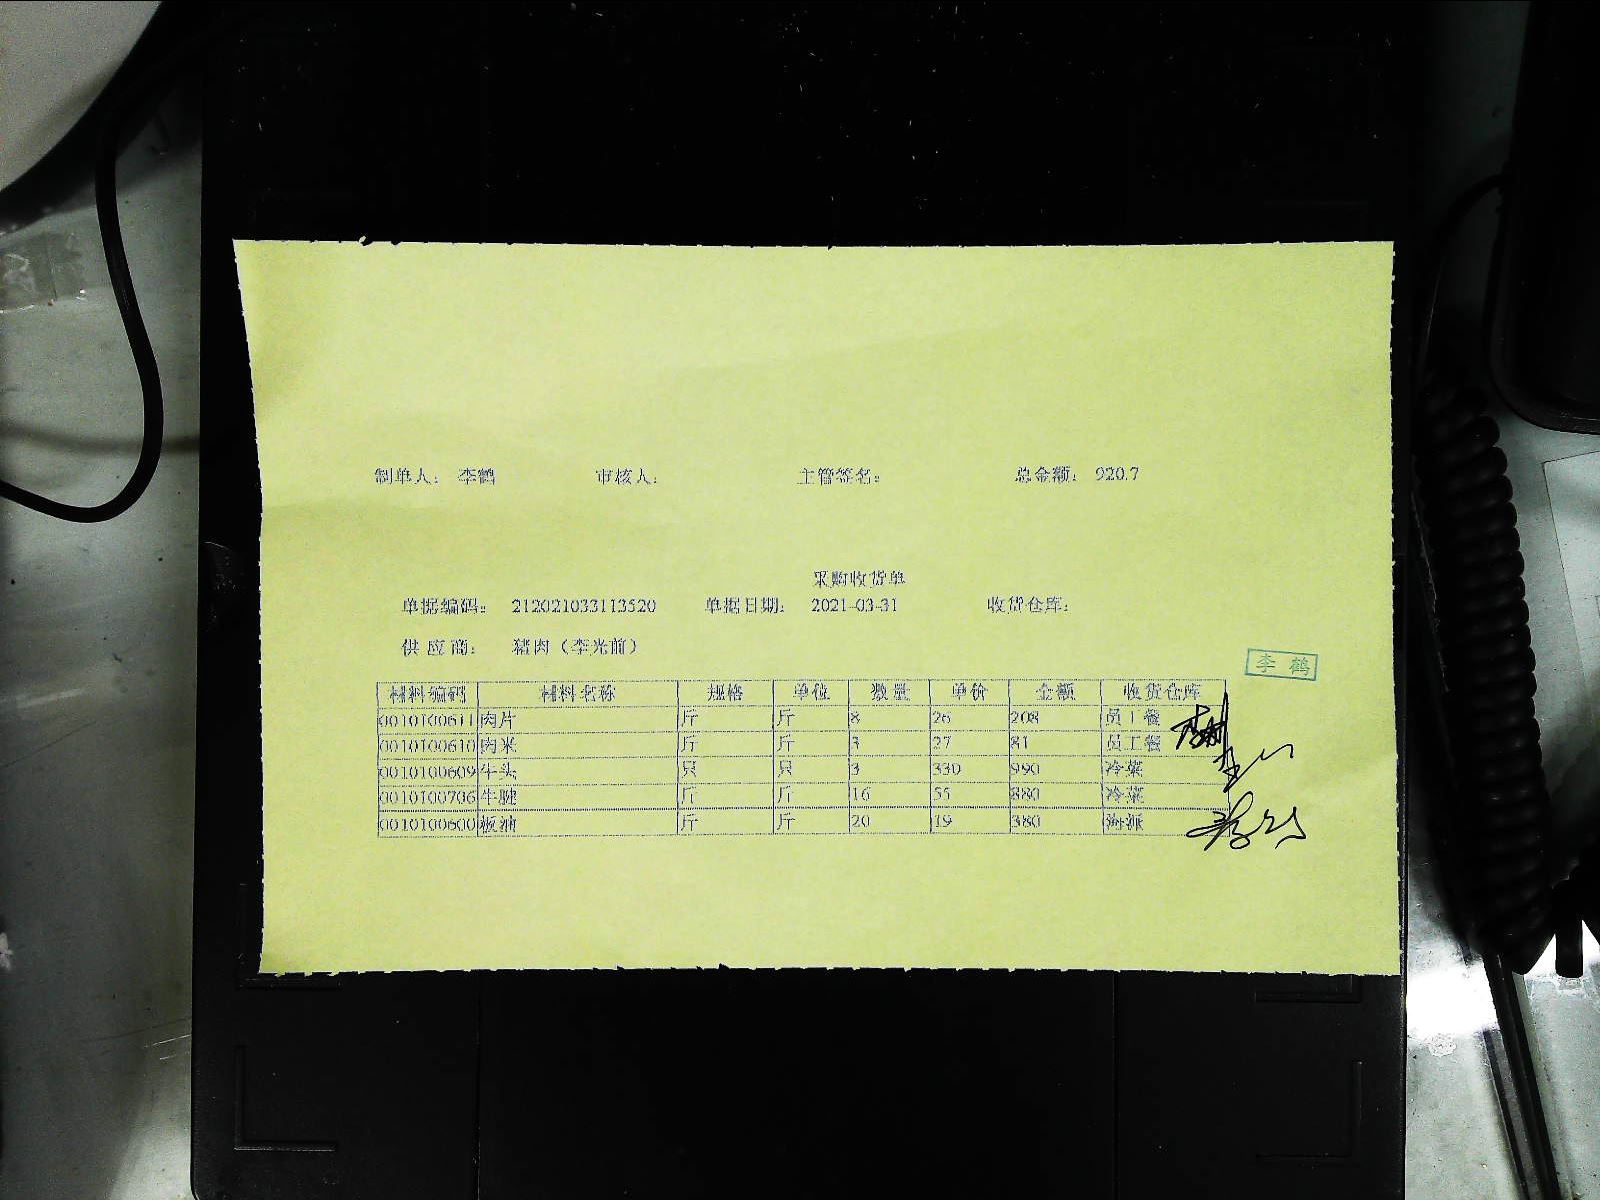 制单人： 李鹤 审核人： 主管签名： 总金额： 920.7
采购收货单
单据编码： 212021033113520 单据日期： 2021-03-31 收货仓库：
供 应 商： 猪肉（李光前）
李 鹤
材料编码 材料名称 规格 单位 数量 单价 金额 收货仓库
0010100611 肉片 斤 斤 8 26 208 员工餐
0010100610 肉米 斤 斤 3 27 81 员工餐
0010100609 牛头 只 只 3 330 990 冷菜
0010100706 牛腱 斤 斤 16 55 880 冷菜
0010100600 板油 斤 斤 20 19 380 海派